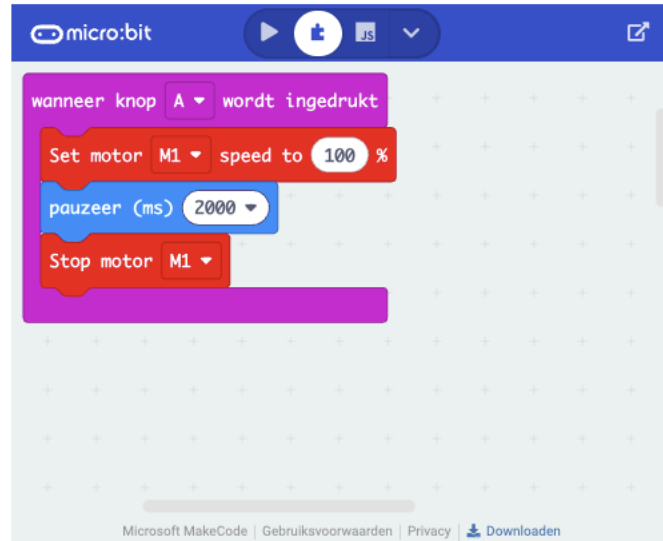 micro:bit JS
wanneer knop A wordt ingedrukt
Set motor M1 speed to 100 %
pauzeer (ms) 2000
Stop motor M1
Microsoft MakeCode | Gebruiksvoorwaarden | Privacy | Downloaden